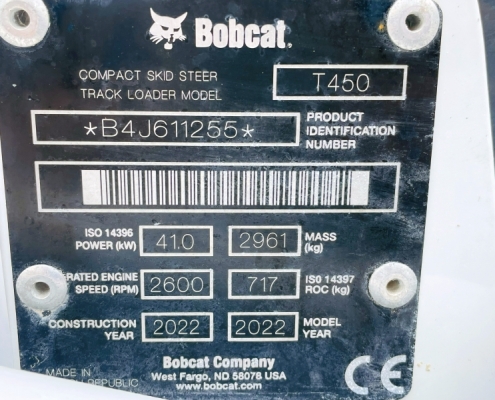 Bobcat.
COMPACT SKID STEER
TRACK LOADER MODEL
T450
*B4J611255*
PRODUCT
IDENTIFICATION
NUMBER
ISO 14396
POWER (kW)
41.0
2961
MASS
(kg)
RATED ENGINE
SPEED (RPM)
2600
717
ISO 14397
ROC (kg)
CONSTRUCTION
YEAR
2022
2022
MODEL
YEAR
Bobcat Company
West Fargo, ND 58078 USA
www.bobcat.com
MADE IN
REPUBLIC
CE